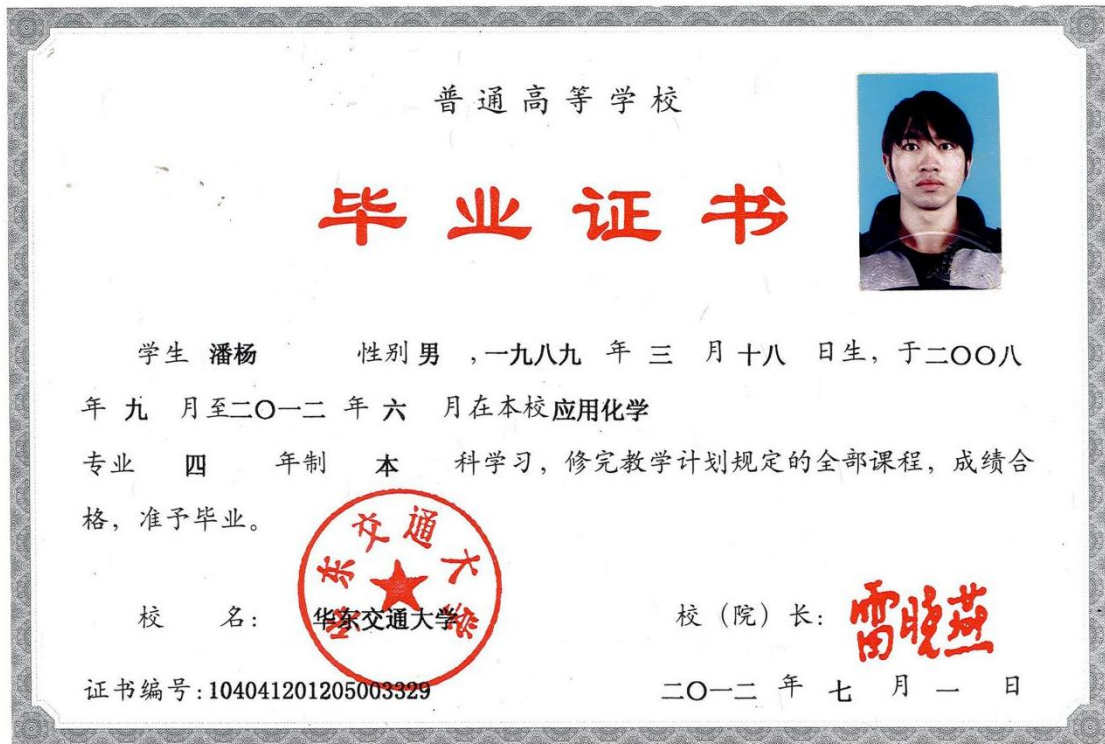 普通高等学校
毕业证书
学生 潘杨 性别 男 ,一九八九 年 三 月 十八 日生，于二〇〇八
年 九 月至二〇一二 年 六 月在本校 应用化学
专业 四 年制 本 科学习，修完教学计划规定的全部课程，成绩合
格，准予毕业。
华东交通大学
校 名： 华东交通大学
校（院）长： 雷晓燕
证书编号:104041201205003329
二〇一二 年 七 月 一 日